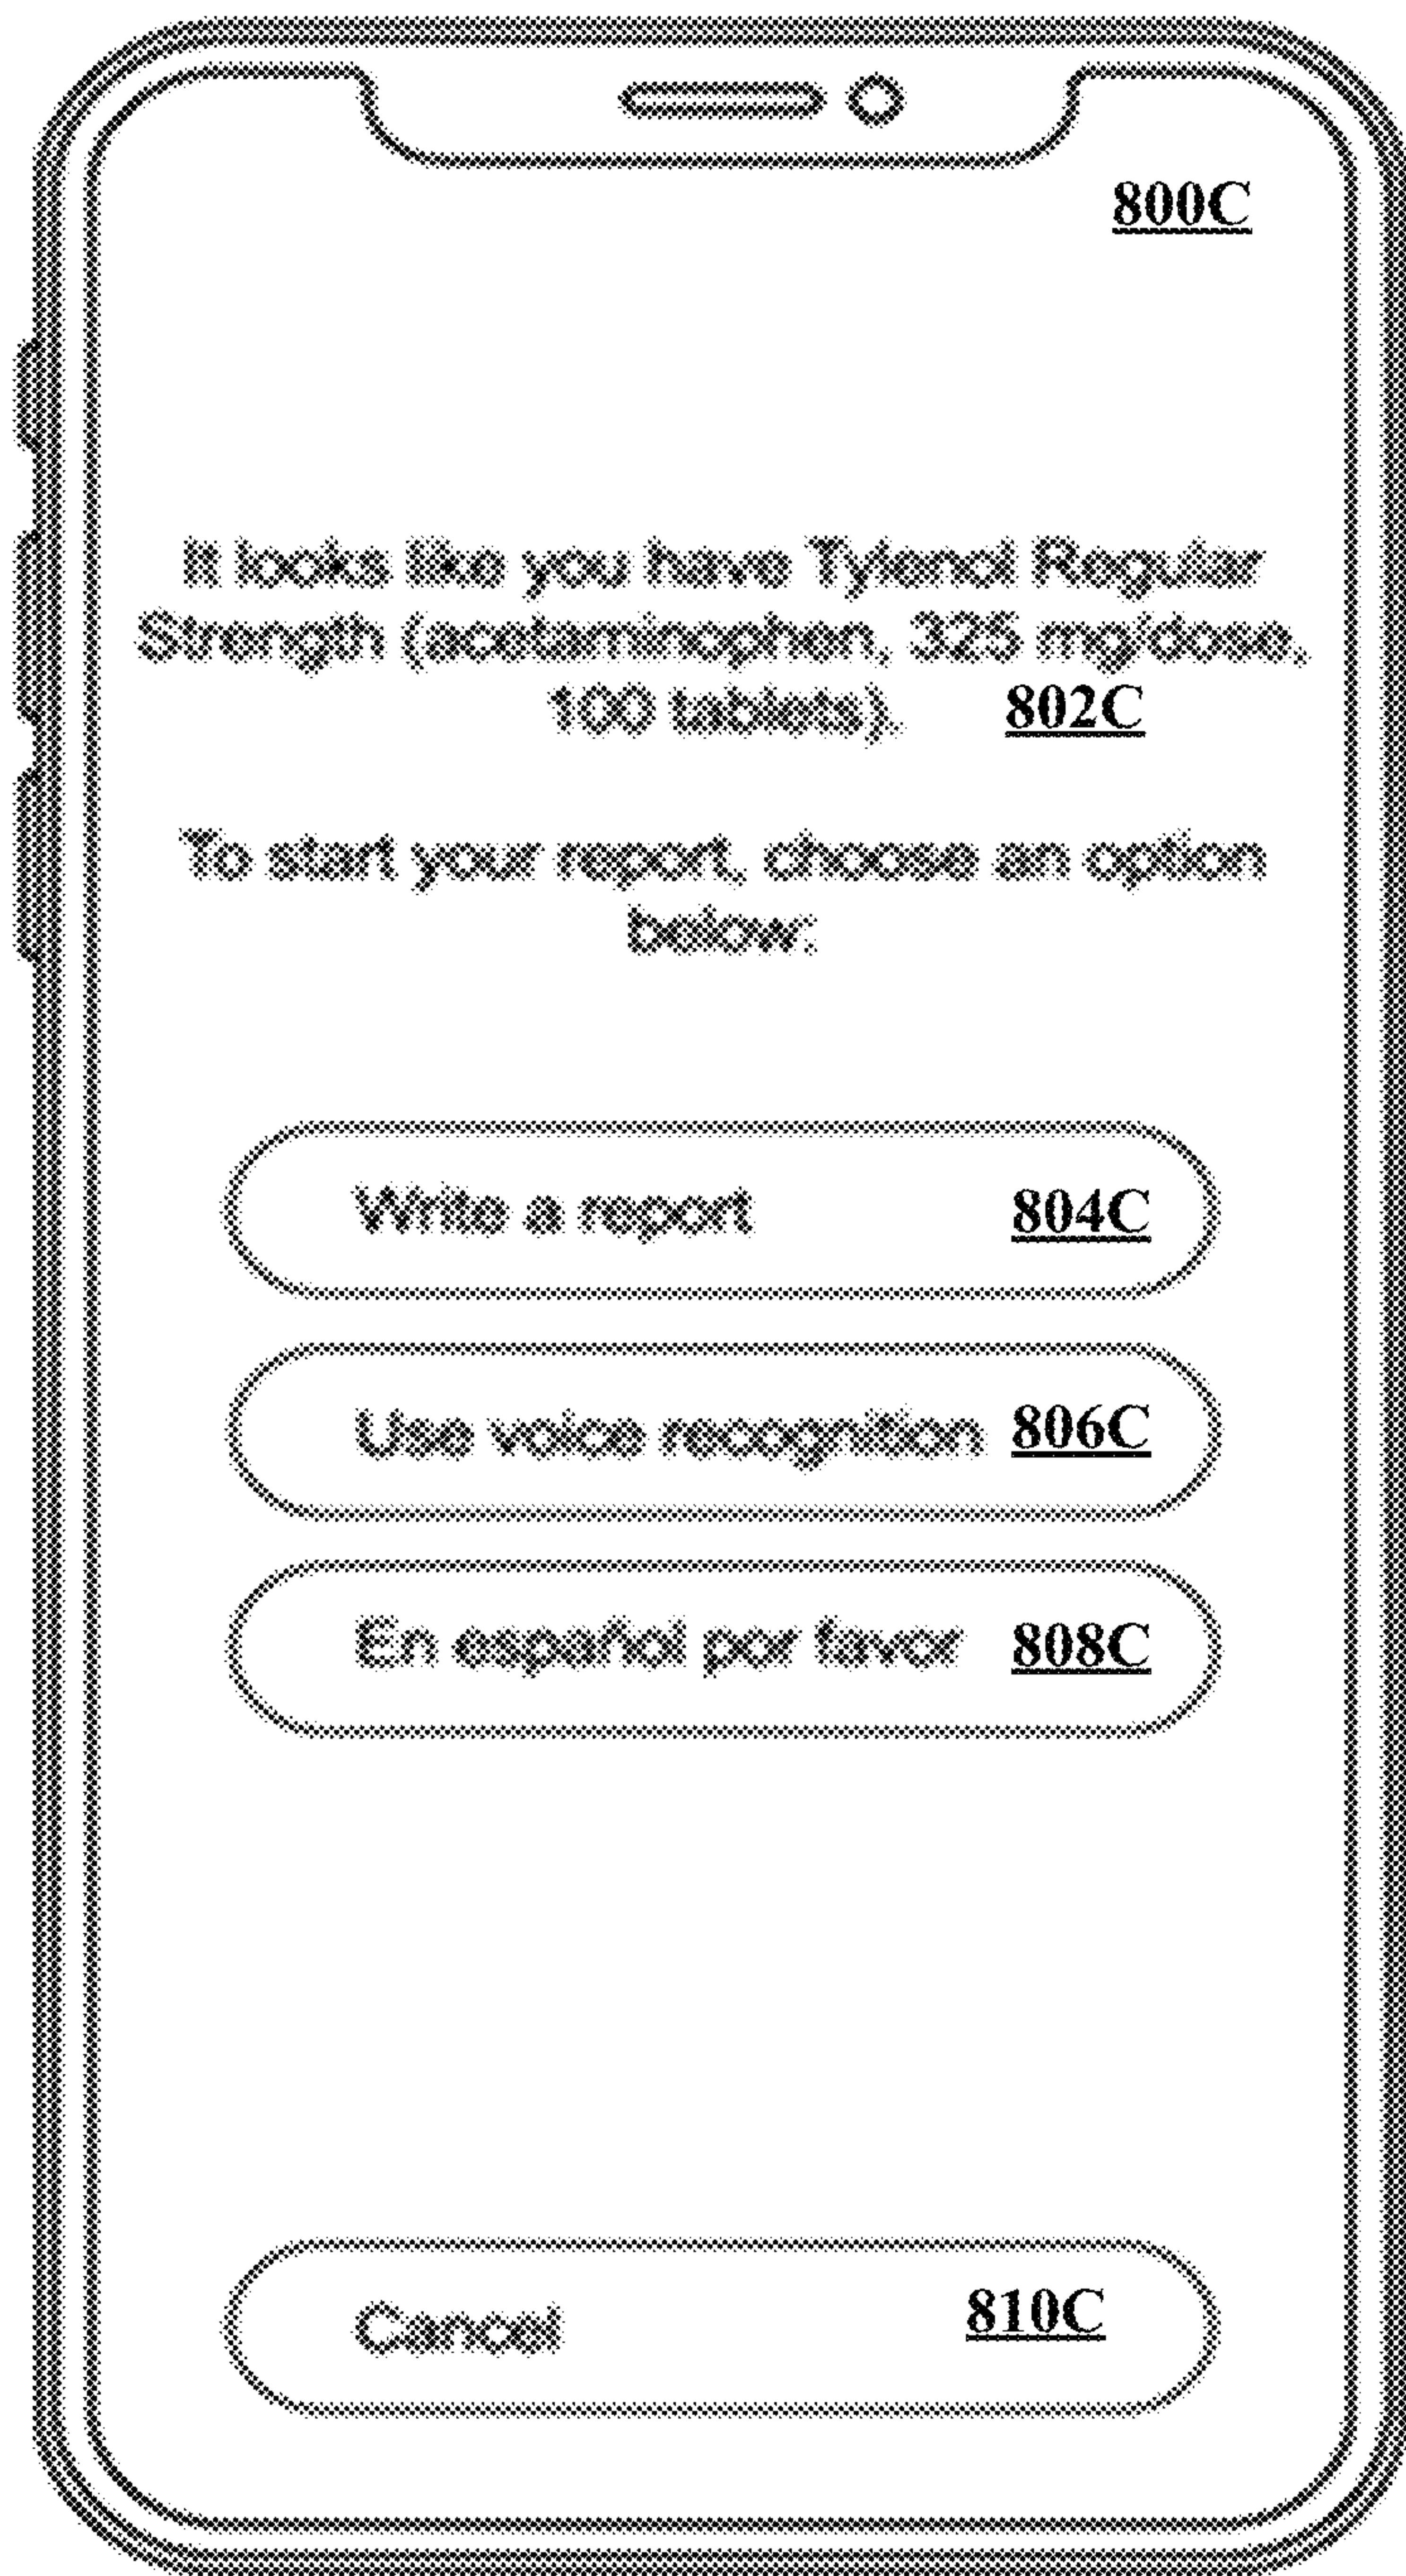 800C
It looks like you have Tylenol Regular
Strength (acetaminophen, 325 mg/dose,
100 tablets). 802C
To start your report, choose an option
below:
Write a report 804C
Use voice recognition 806C
En español por favor 808C
Cancel 810C